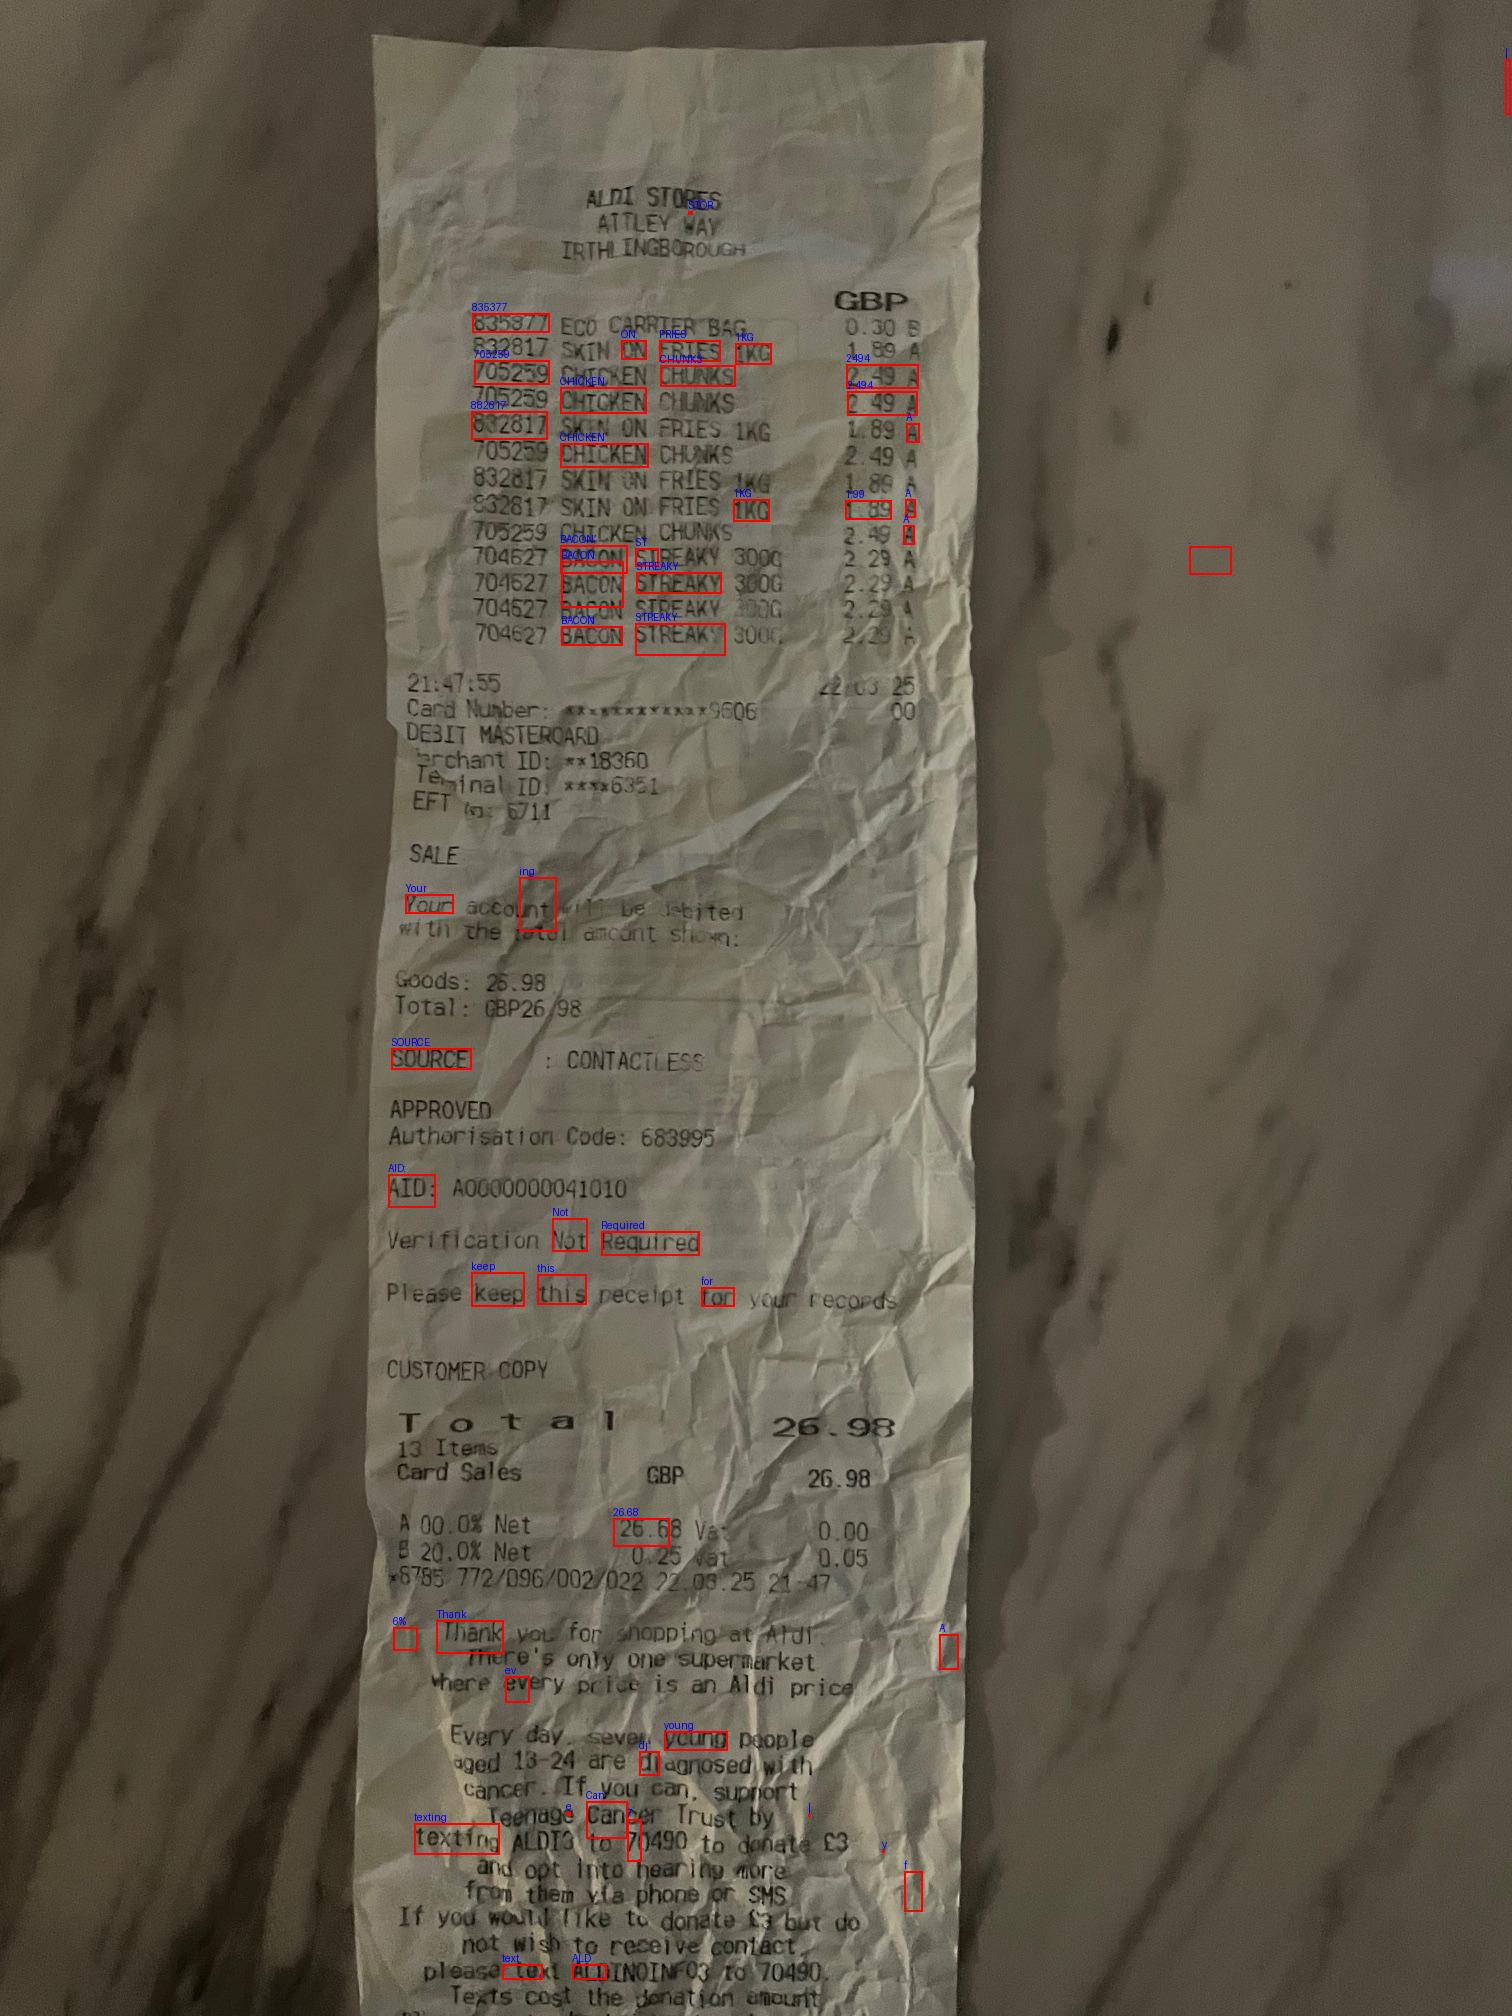 ALDI STORES
ATTLEY WAY
IRTHLINGBOROUGH
GBP
835877 ECO CARRIER BAG 0.30 B
832817 SKIN ON FRIES 1KG 1.89 A
705259 CHICKEN CHUNKS 2.49 A
705259 CHICKEN CHUNKS 2.49 A
832817 SKIN ON FRIES 1KG 1.89 A
705259 CHICKEN CHUNKS 2.49 A
832817 SKIN ON FRIES 1KG 1.89 A
832817 SKIN ON FRIES 1KG 1.89 A
705259 CHICKEN CHUNKS 2.49 A
704627 BACON STREAKY 300G 2.29 A
704627 BACON STREAKY 300G 2.29 A
704627 BACON STREAKY 300G 2.29 A
704627 BACON STREAKY 300G 2.29 A
21:47:55 22 03 25
Card Number: ************9606 00
DEBIT MASTERCARD
Merchant ID: **18360
Terminal ID: ****6351
EFT No: 6711
SALE
Your account will be debited
with the total amount shown:
Goods: 26.98
Total: GBP26.98
SOURCE : CONTACTLESS
APPROVED
Authorisation Code: 683995
AID: A0000000041010
Verification Not Required
Please keep this receipt for your records
CUSTOMER COPY
Total 26.98
13 Items
Card Sales GBP 26.98
A 00.0% Net 26.68 Vat 0.00
B 20.0% Net 0.25 Vat 0.05
*6785 772/096/002/022 22.03.25 21-47
Thank you for shopping at Aldi.
There's only one supermarket
where every price is an Aldi price
Every day, seven young people
aged 13-24 are diagnosed with
cancer. If you can, support
Teenage Cancer Trust by
texting ALDI3 to 70490 to donate £3
and opt into hearing more
from them via phone or SMS
If you would like to donate £3 but do
not wish to receive contact,
please text ALDINOINFO3 to 70490.
Texts cost the donation amount